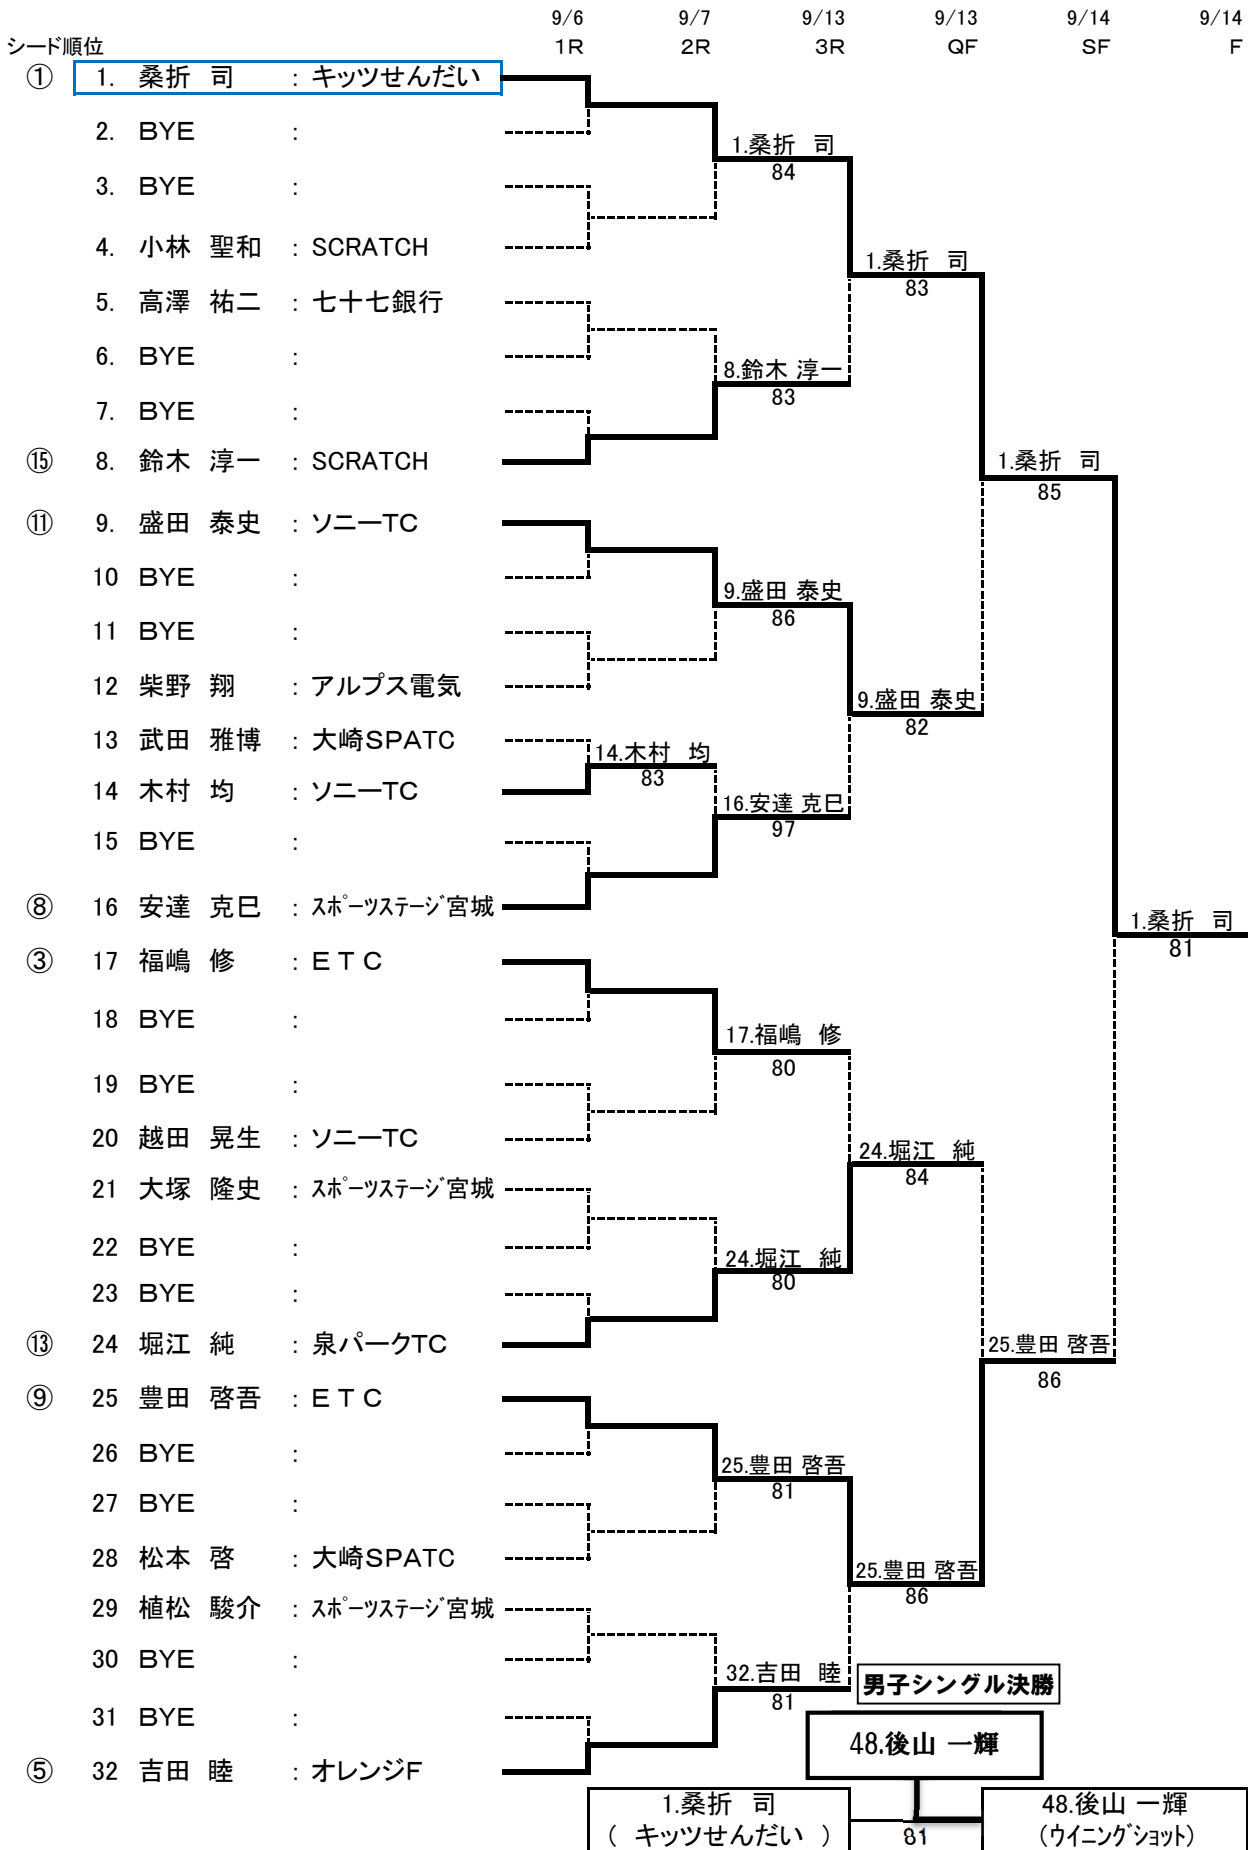 9/6 9/7 9/13 9/13 9/14 9/14
シード順位 1R 2R 3R QF SF F
① 1. 桑折 司 : キッツせんだい
2. BYE :
1.桑折 司
84
3. BYE :
4. 小林 聖和 : SCRATCH
1.桑折 司
83
5. 高澤 祐二 : 七十七銀行
6. BYE :
8.鈴木 淳一
83
7. BYE :
⑮ 8. 鈴木 淳一 : SCRATCH
1.桑折 司
85
⑪ 9. 盛田 泰史 : ソニーTC
10 BYE :
9.盛田 泰史
86
11 BYE :
12 柴野 翔 : アルプス電気
9.盛田 泰史
82
13 武田 雅博 : 大崎SPATC
14.木村 均
83
14 木村 均 : ソニーTC
16.安達 克巳
97
15 BYE :
⑧ 16 安達 克巳 : スポーツステージ宮城
1.桑折 司
81
③ 17 福嶋 修 : ETC
18 BYE :
17.福嶋 修
80
19 BYE :
20 越田 晃生 : ソニーTC
24.堀江 純
84
21 大塚 隆史 : スポーツステージ宮城
22 BYE :
24.堀江 純
80
23 BYE :
⑬ 24 堀江 純 : 泉パークTC
25.豊田 啓吾
86
⑨ 25 豊田 啓吾 : ETC
26 BYE :
25.豊田 啓吾
81
27 BYE :
28 松本 啓 : 大崎SPATC
25.豊田 啓吾
86
29 植松 駿介 : スポーツステージ宮城
30 BYE :
32.吉田 睦
81
男子シングル決勝
31 BYE :
48.後山 一輝
⑤ 32 吉田 睦 : オレンジF
1.桑折 司 48.後山 一輝
( キッツせんだい ) 81 (ウイニングショット)